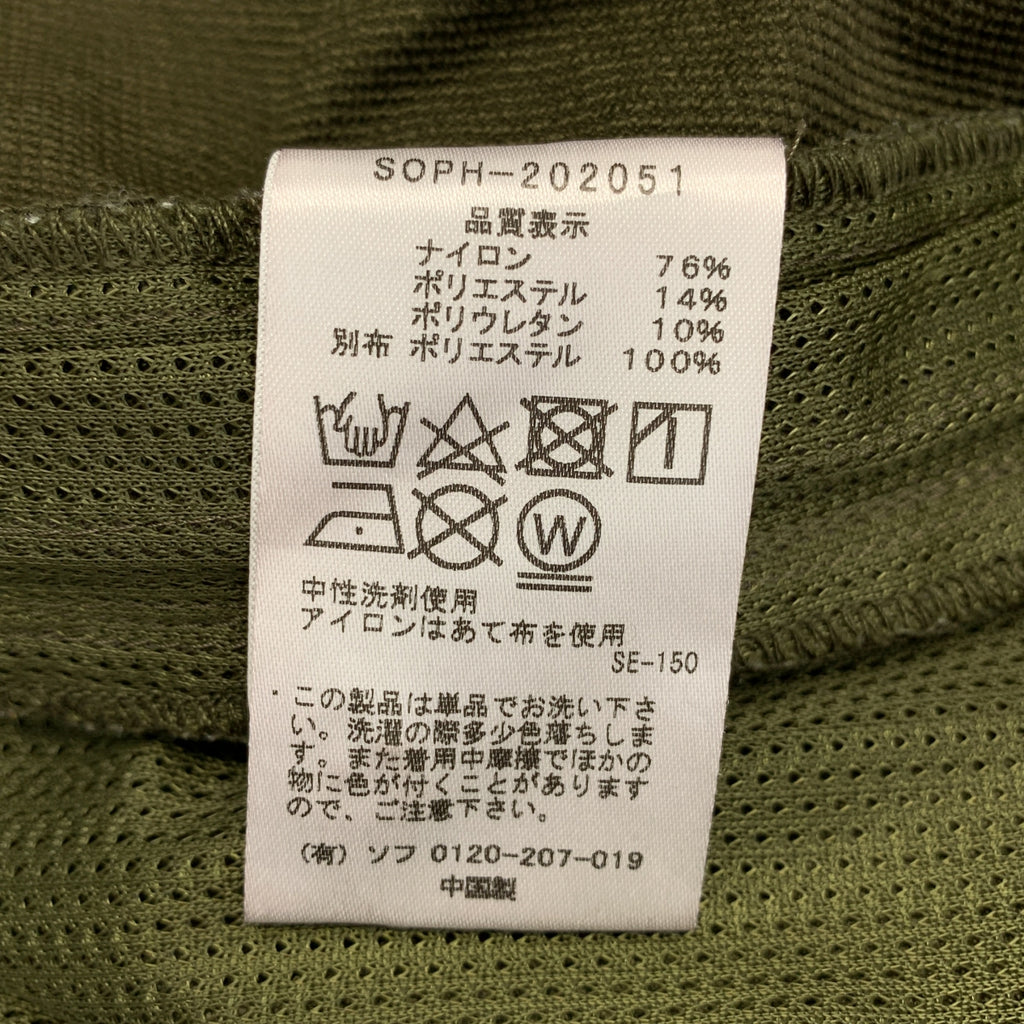 SOPH-202051
品質表示
ナイロン 76%
ポリエステル 14%
ポリウレタン 10%
別布 ポリエステル 100%
W
中性洗剤使用
アイロンはあて布を使用
SE-150
・この製品は単品でお洗い下さ
い。洗濯の際多少色落ちしま
す。また着用中摩擦でほかの
物に色が付くことがあります
ので、ご注意下さい。
(有) ソフ 0120-207-019
中国製